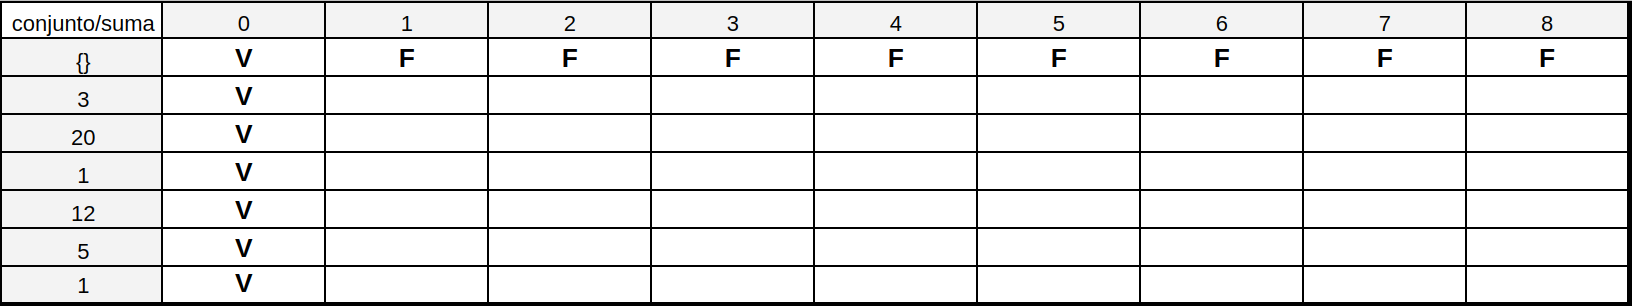 conjunto/suma 0 1 2 3 4 5 6 7 8
{} V F F F F F F F F
3 V
20 V
1 V
12 V
5 V
1 V